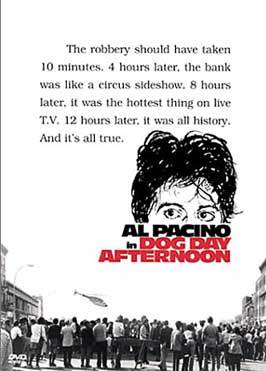 The robbery should have taken
10 minutes. 4 hours later, the bank
was like a circus sideshow. 8 hours
later, it was the hottest thing on live
T.V. 12 hours later, it was all history.
And it's all true.
AL PACINO
in DOG DAY
AFTERNOON
DVD